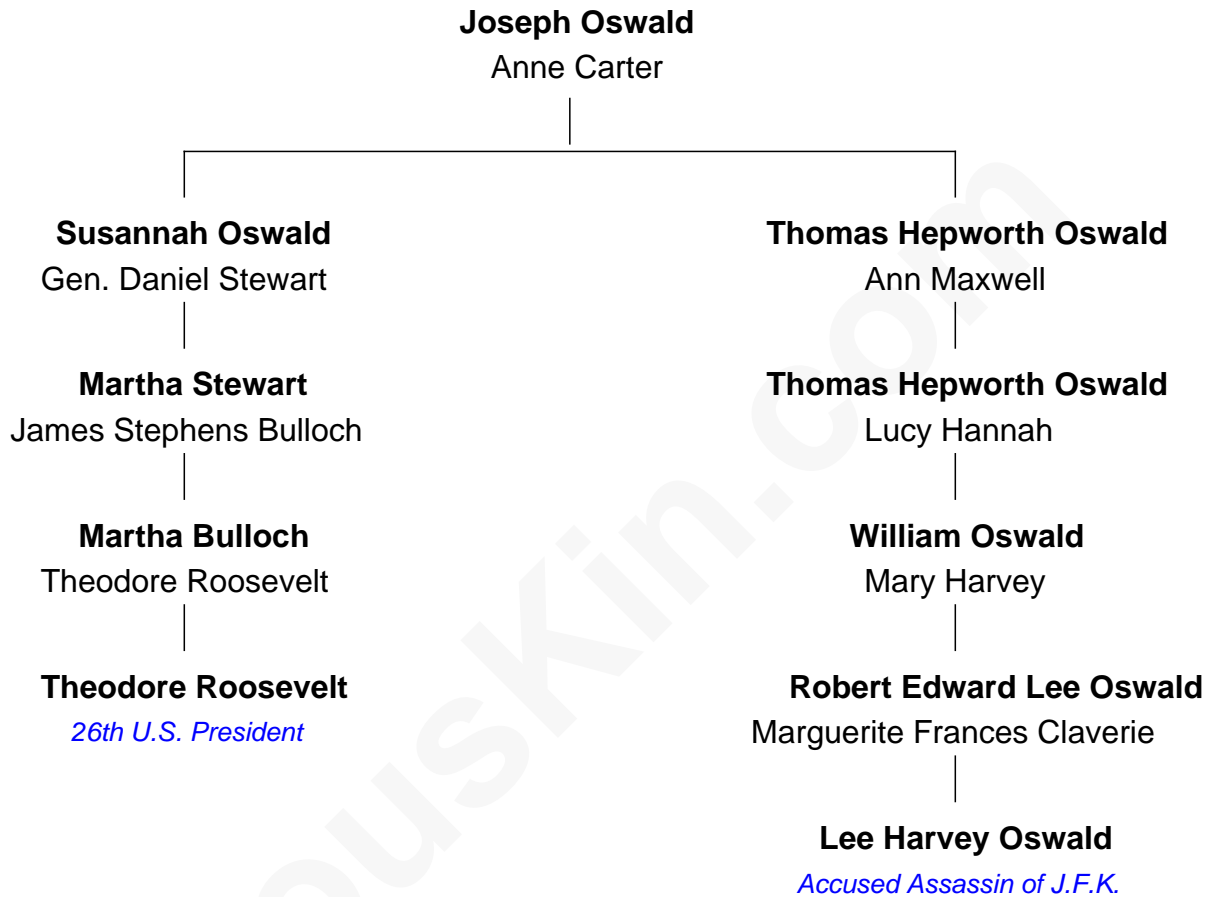 Joseph Oswald
Anne Carter
Susannah Oswald
Gen. Daniel Stewart
Thomas Hepworth Oswald
Ann Maxwell
Martha Stewart
James Stephens Bulloch
Thomas Hepworth Oswald
Lucy Hannah
Martha Bulloch
Theodore Roosevelt
William Oswald
Mary Harvey
Theodore Roosevelt
26th U.S. President
Robert Edward Lee Oswald
Marguerite Frances Claverie
Lee Harvey Oswald
Accused Assassin of J.F.K.
ousKin.com